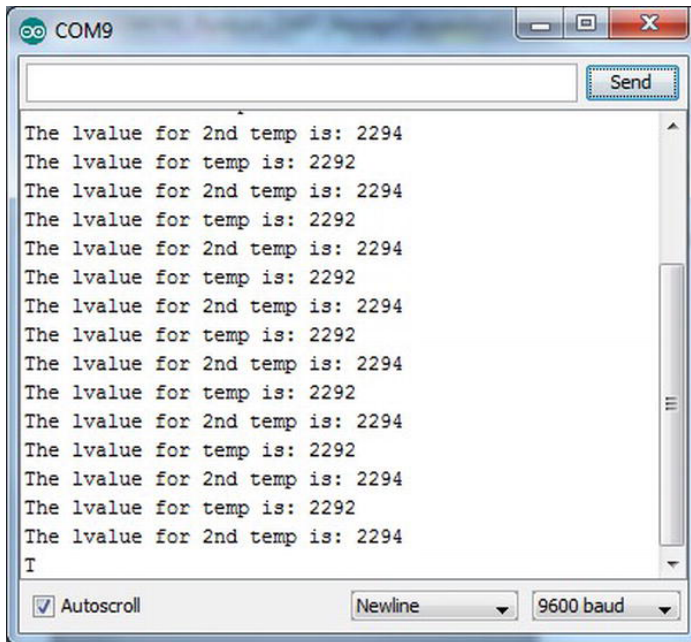 COM9
Send
The lvalue for 2nd temp is: 2294
The lvalue for temp is: 2292
The lvalue for 2nd temp is: 2294
The lvalue for temp is: 2292
The lvalue for 2nd temp is: 2294
The lvalue for temp is: 2292
The lvalue for 2nd temp is: 2294
The lvalue for temp is: 2292
The lvalue for 2nd temp is: 2294
The lvalue for temp is: 2292
The lvalue for 2nd temp is: 2294
The lvalue for temp is: 2292
The lvalue for 2nd temp is: 2294
The lvalue for temp is: 2292
The lvalue for 2nd temp is: 2294
T
Autoscroll Newline 9600 baud